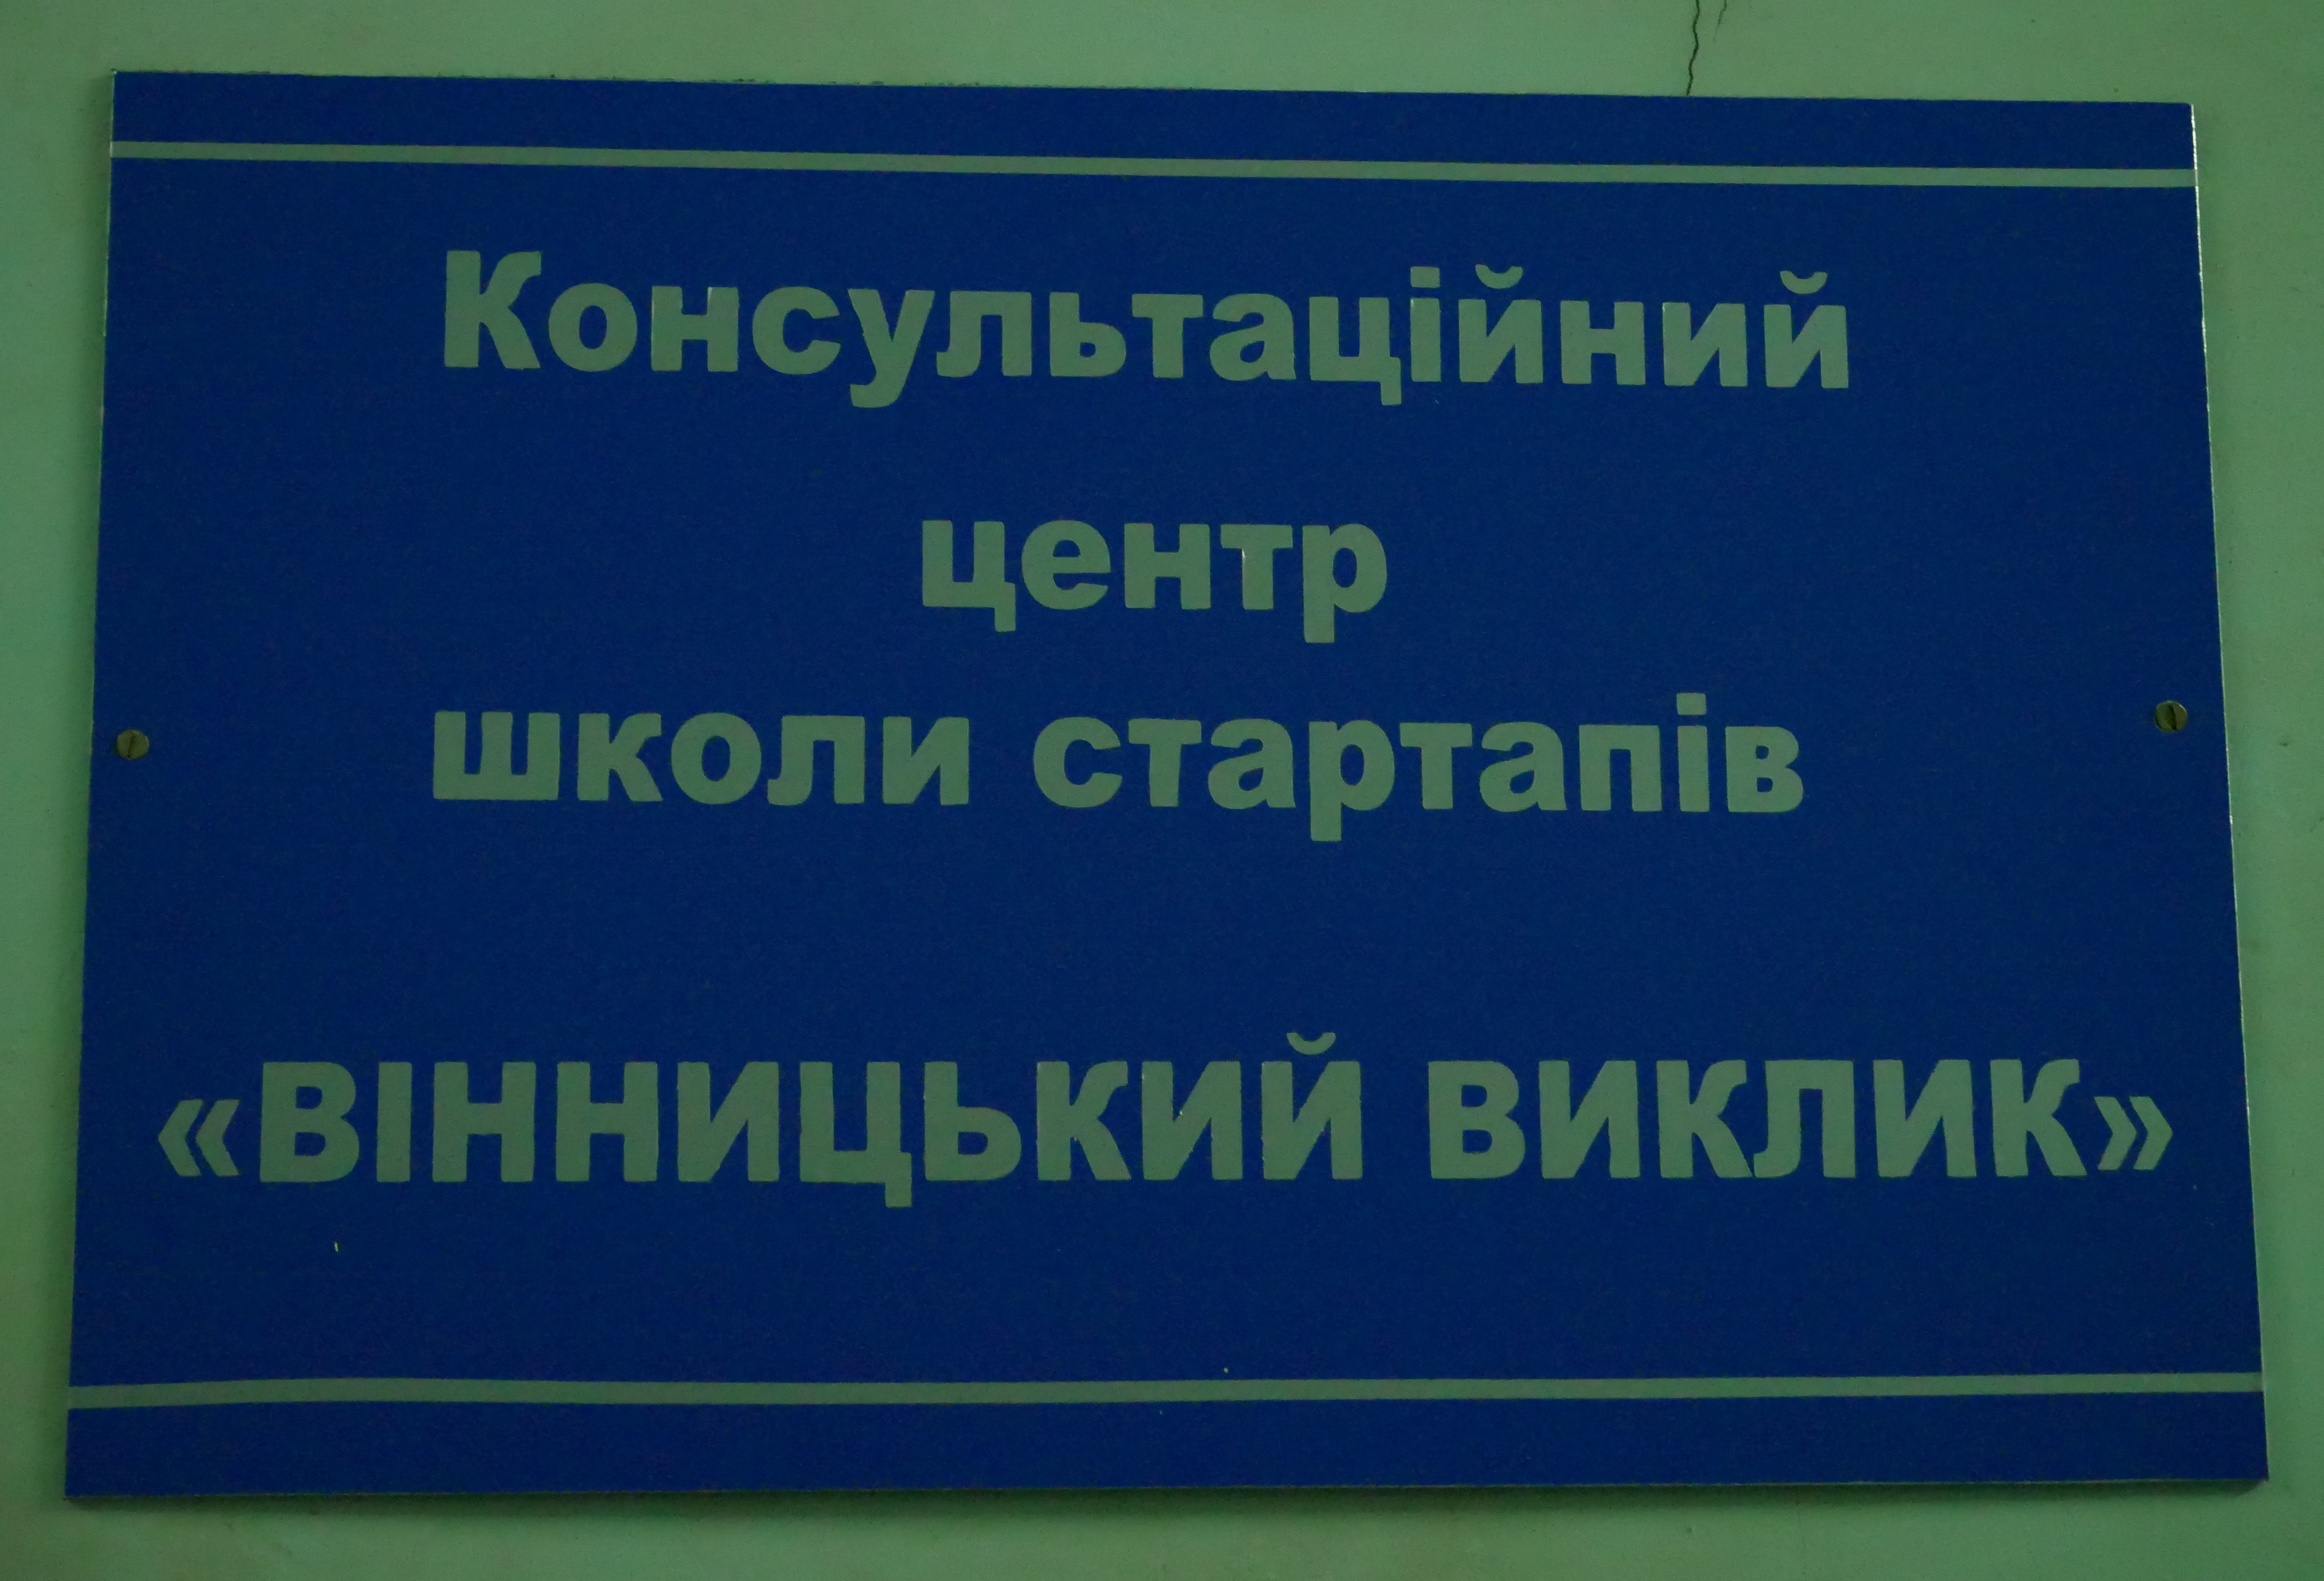 Консультаційний
центр
школи стартапів
«ВІННИЦЬКИЙ ВИКЛИК»